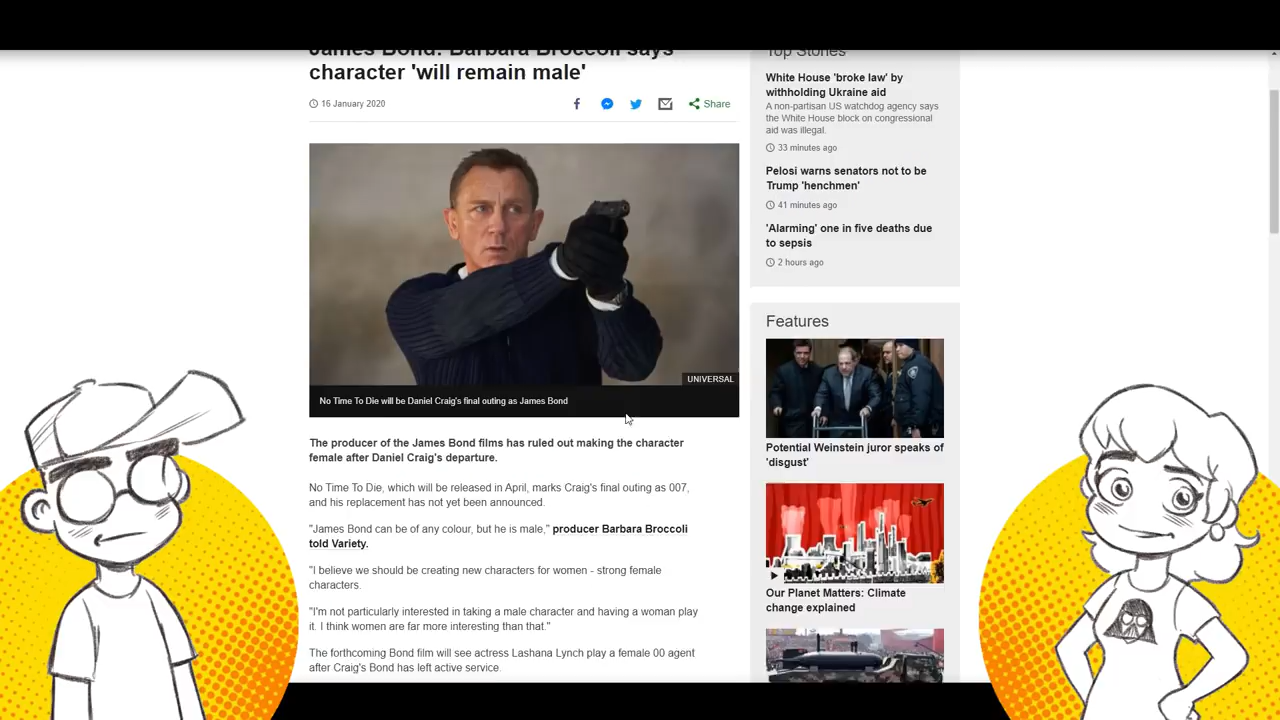 James Bond: Barbara Broccoli says
character 'will remain male'
16 January 2020
Share
UNIVERSAL
No Time To Die will be Daniel Craig's final outing as James Bond
The producer of the James Bond films has ruled out making the character
female after Daniel Craig's departure.
No Time To Die, which will be released in April, marks Craig's final outing as 007,
and his replacement has not yet been announced.
"James Bond can be of any colour, but he is male," producer Barbara Broccoli
told Variety.
"I believe we should be creating new characters for women - strong female
characters.
"I'm not particularly interested in taking a male character and having a woman play
it. I think women are far more interesting than that."
The forthcoming Bond film will see actress Lashana Lynch play a female 00 agent
after Craig's Bond has left active service.
Top Stories
White House 'broke law' by
withholding Ukraine aid
A non-partisan US watchdog agency says
the White House block on congressional
aid was illegal.
33 minutes ago
Pelosi warns senators not to be
Trump 'henchmen'
41 minutes ago
'Alarming' one in five deaths due
to sepsis
2 hours ago
Features
Potential Weinstein juror speaks of
'disgust'
Our Planet Matters: Climate
change explained